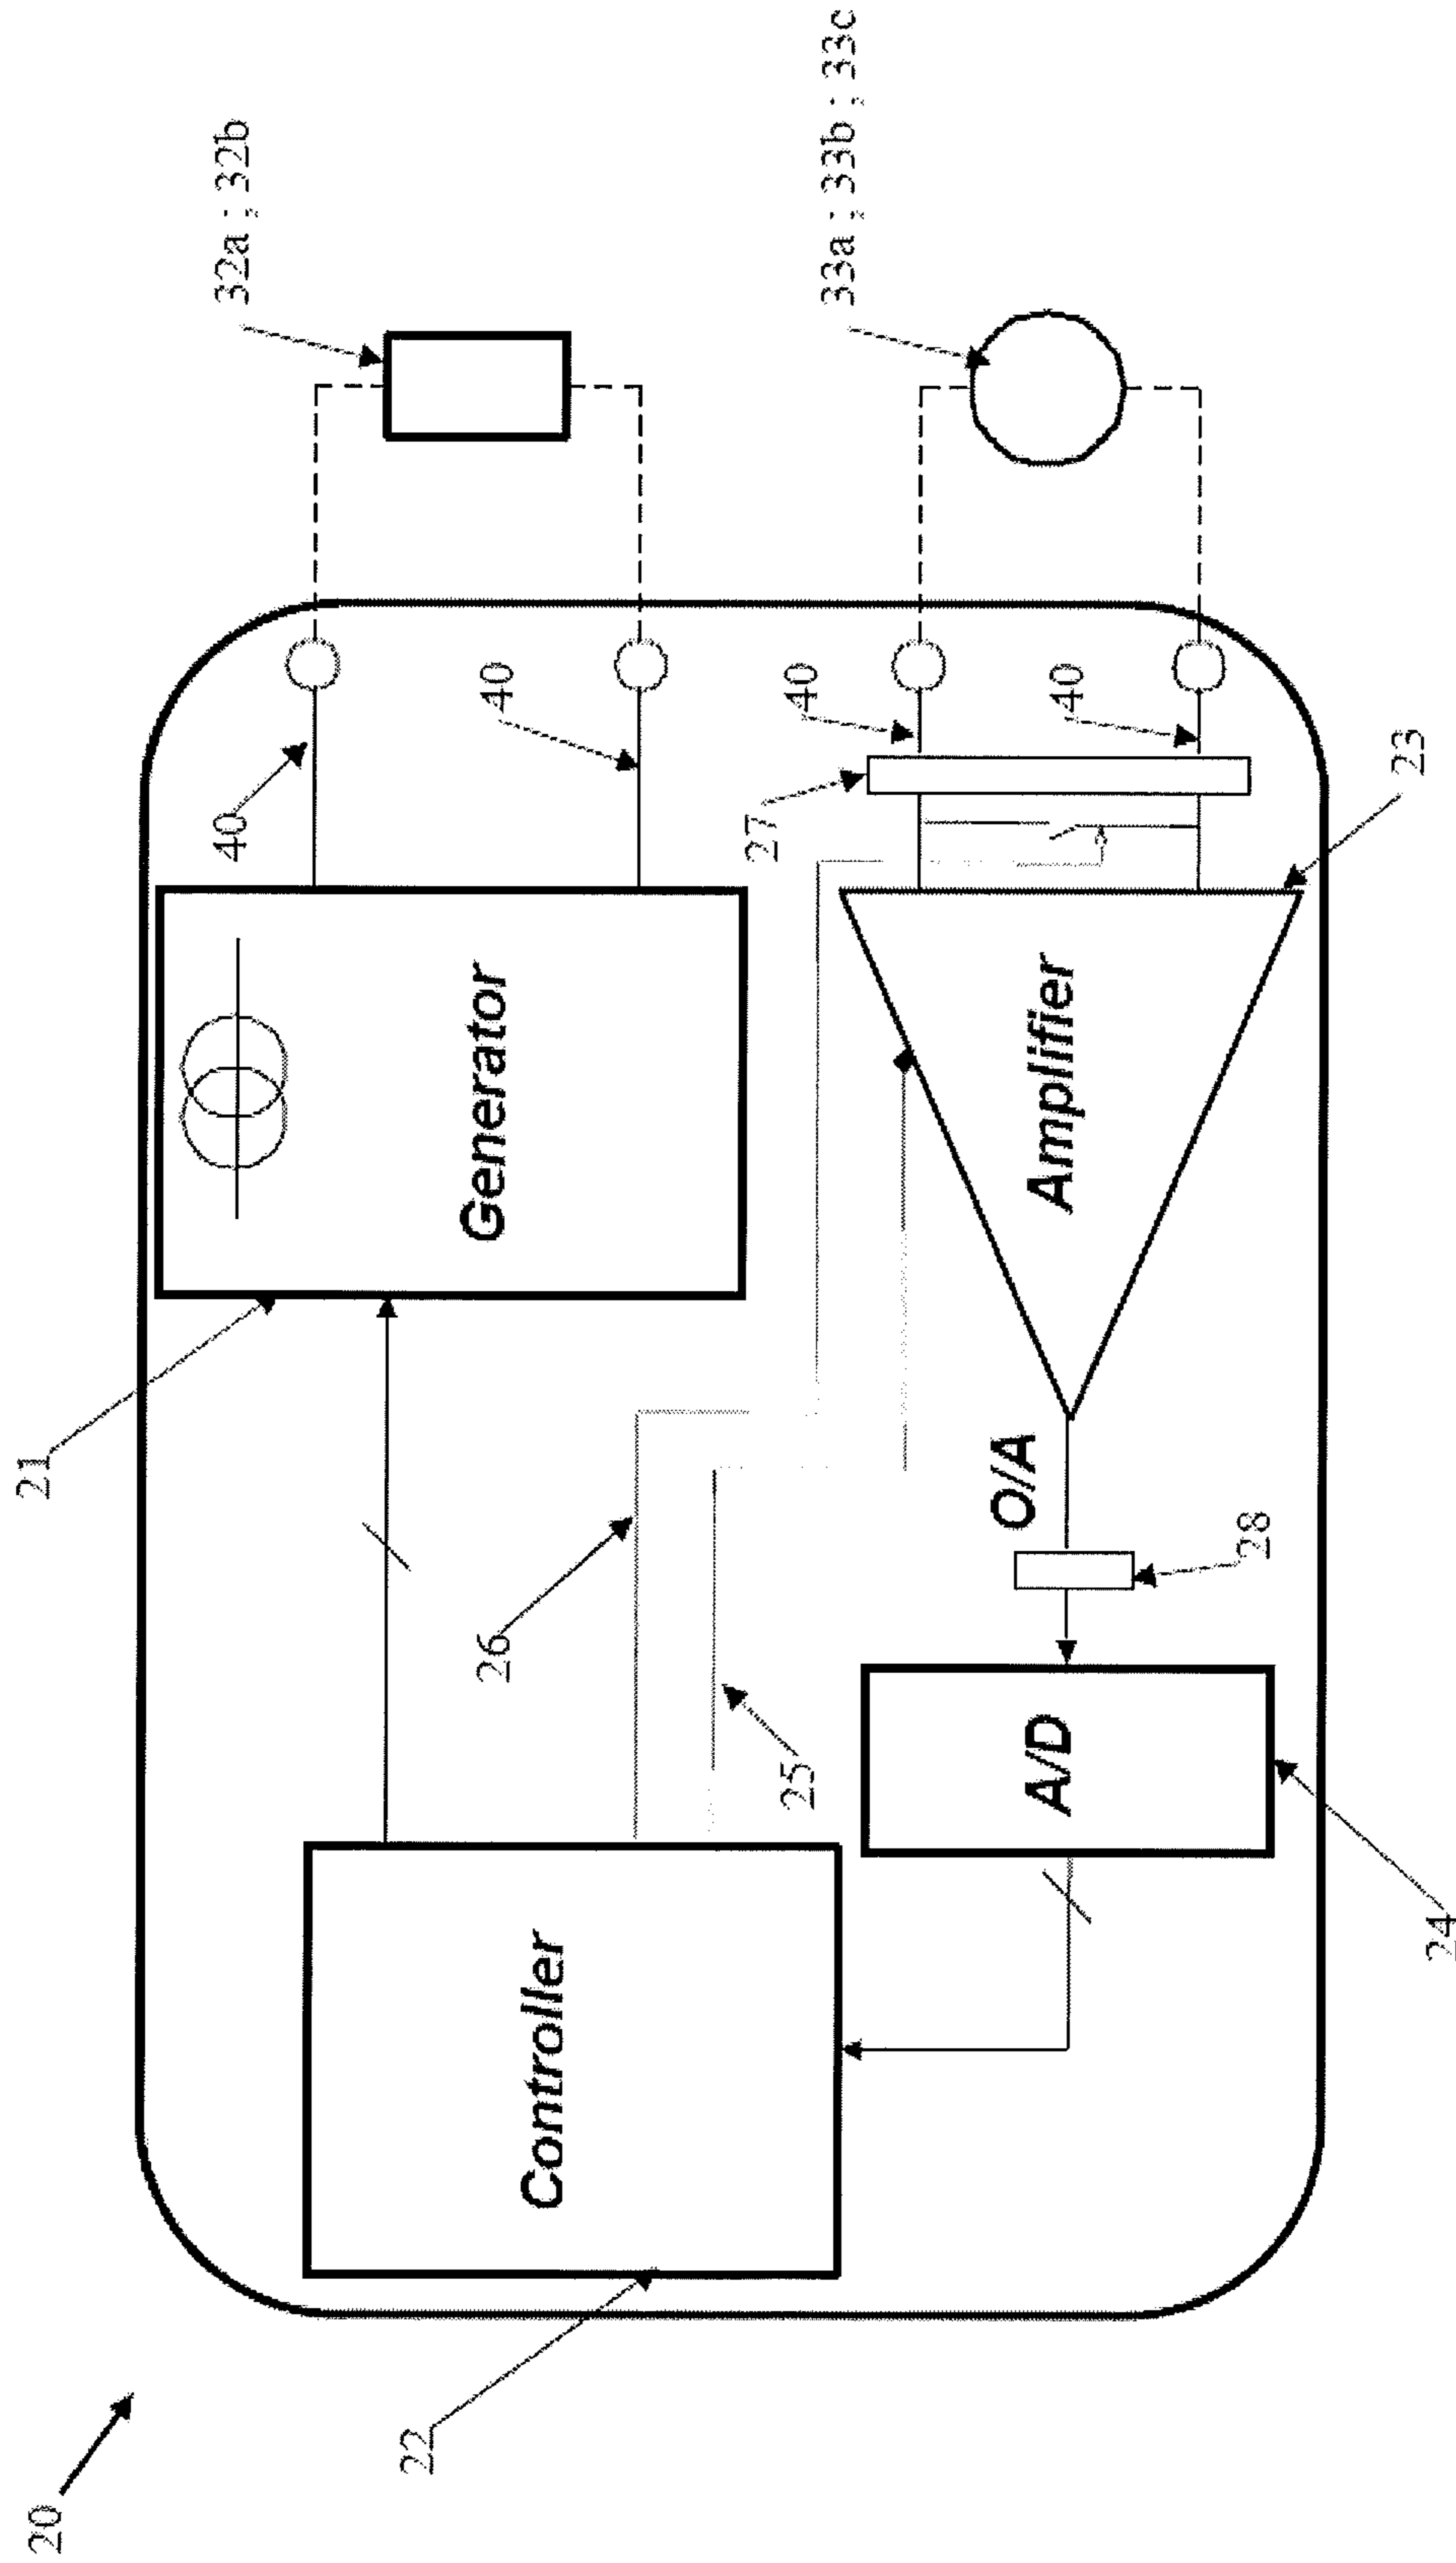 20
22
21
24
Controller
26
25
A/D
28
O/A
Generator
Amplifier
23
40
40
27
40
40
32a ; 32b
33a ; 33b ; 33c